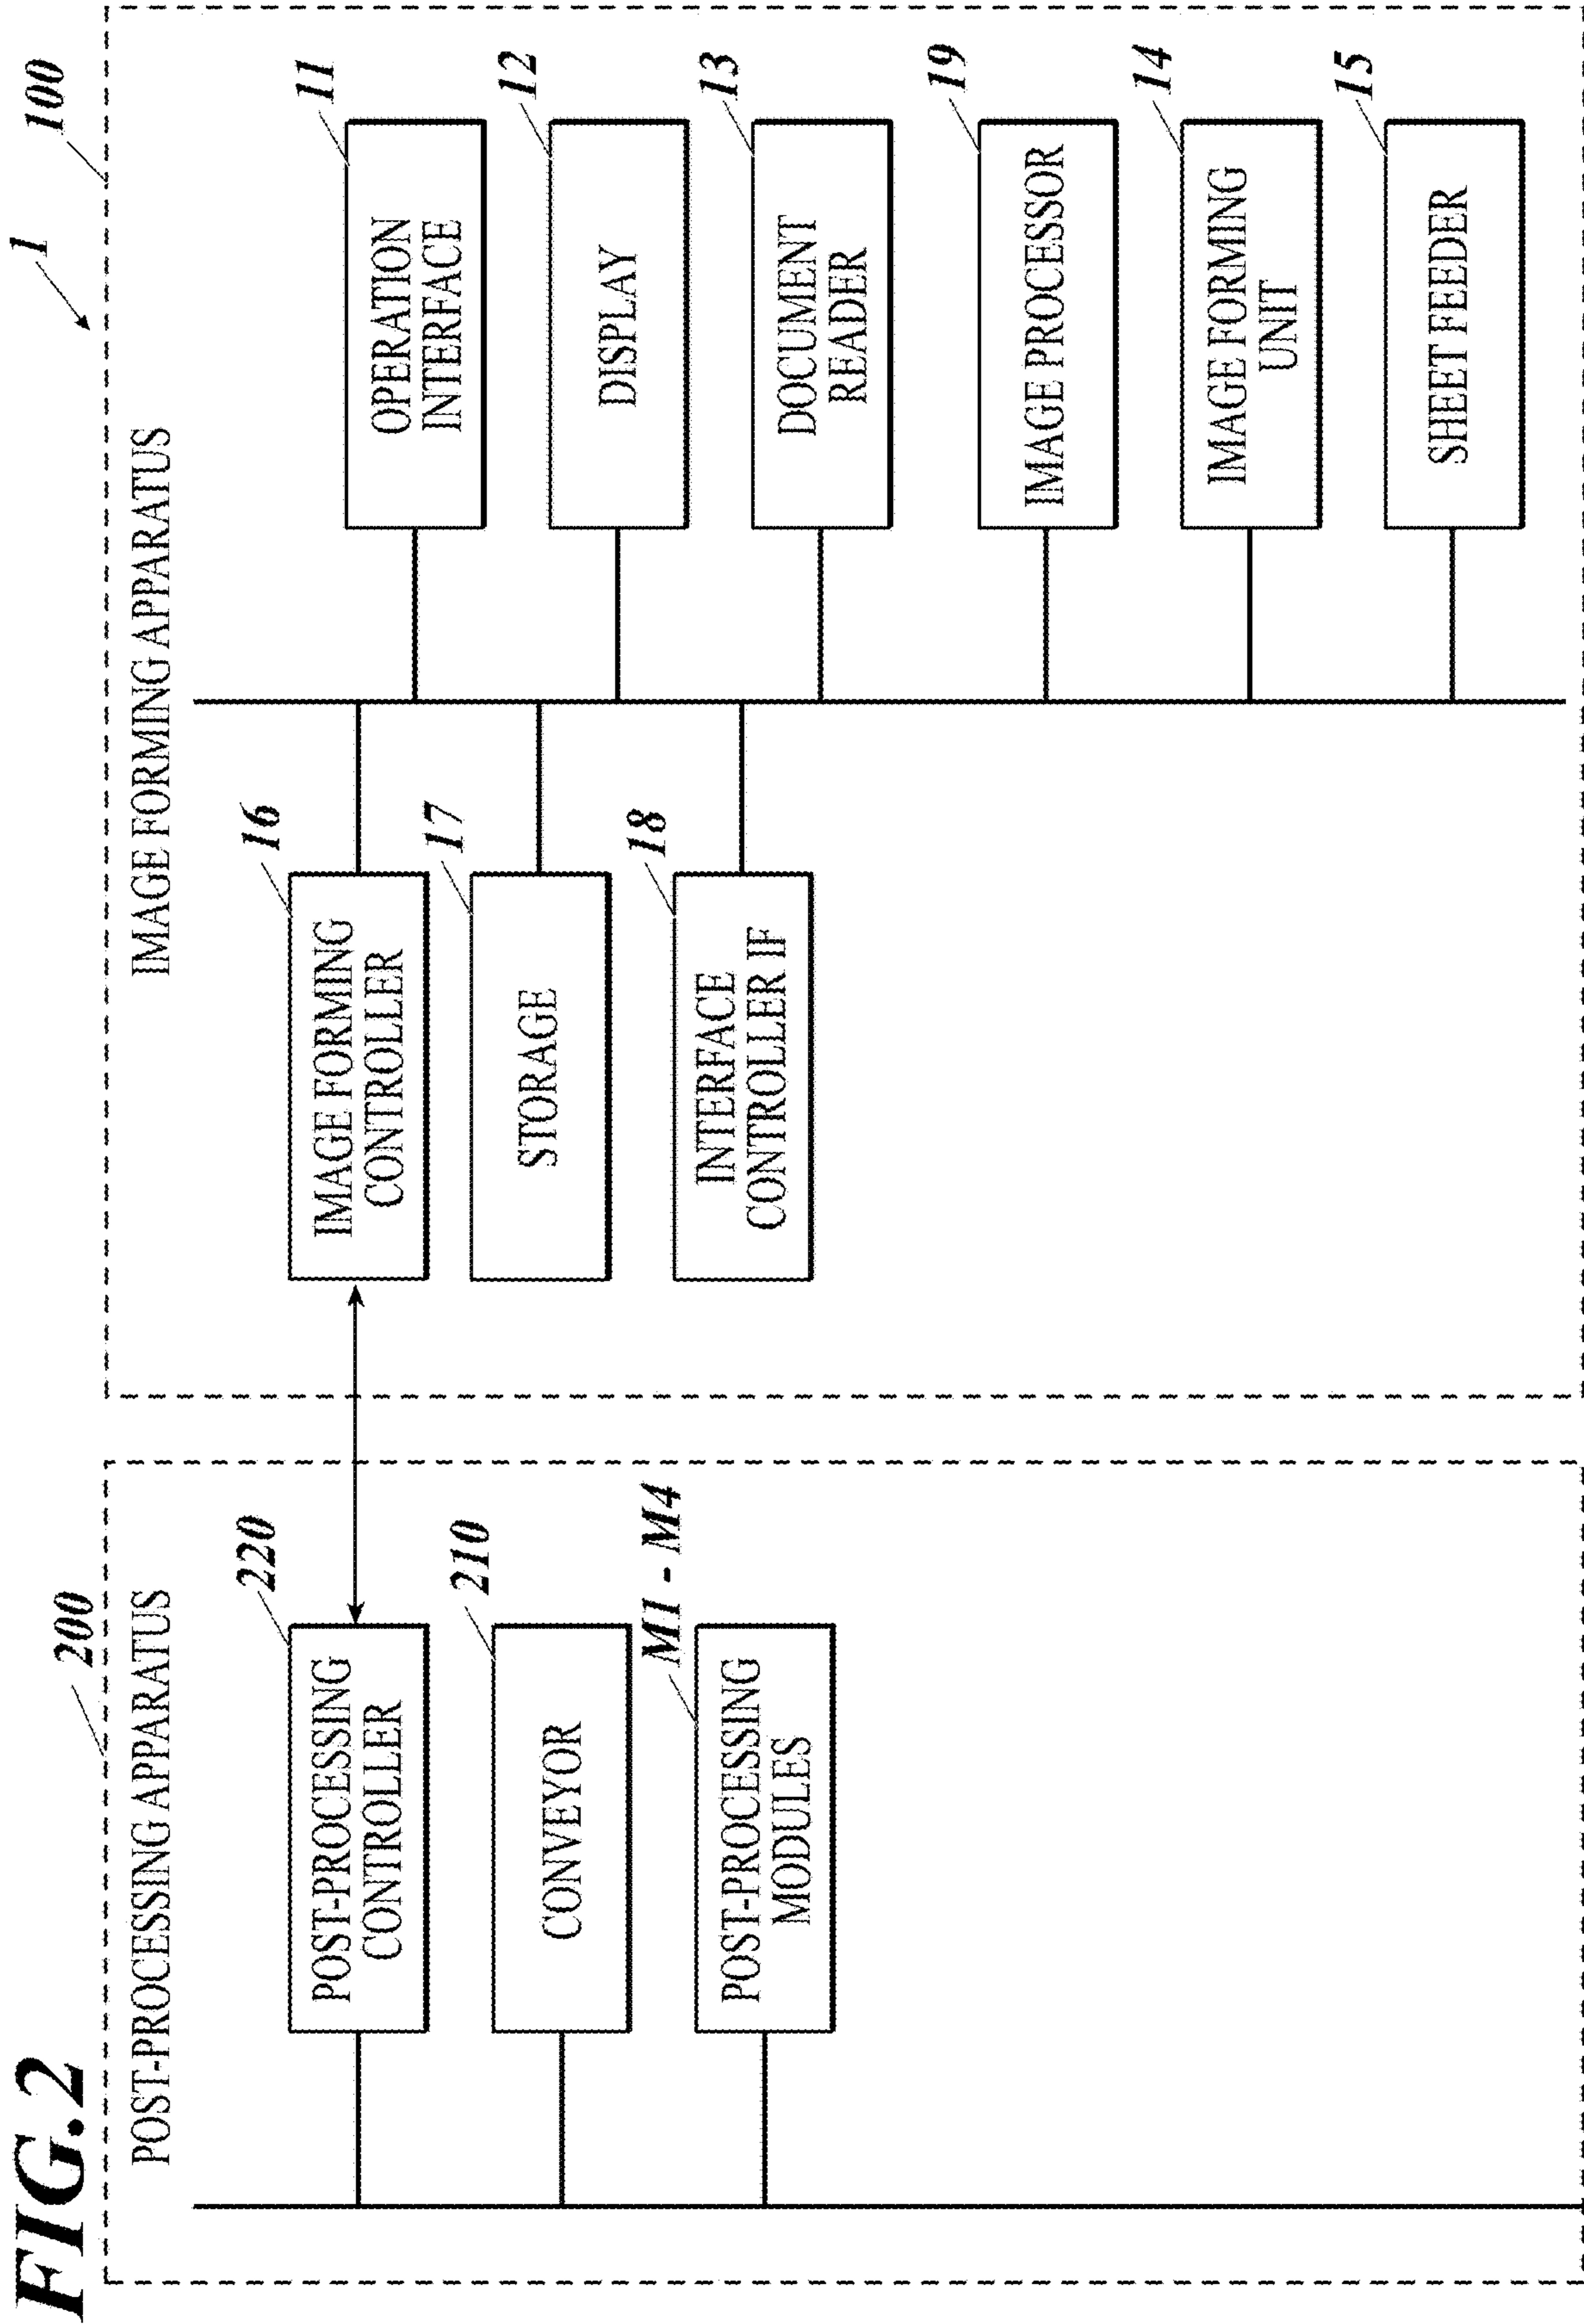 FIG.2
1
200
POST-PROCESSING APPARATUS
220
POST-PROCESSING
CONTROLLER
210
CONVEYOR
M1 - M4
POST-PROCESSING
MODULES
100
IMAGE FORMING APPARATUS
16
IMAGE FORMING
CONTROLLER
17
STORAGE
18
INTERFACE
CONTROLLER IF
11
OPERATION
INTERFACE
12
DISPLAY
13
DOCUMENT
READER
19
IMAGE PROCESSOR
14
IMAGE FORMING
UNIT
15
SHEET FEEDER